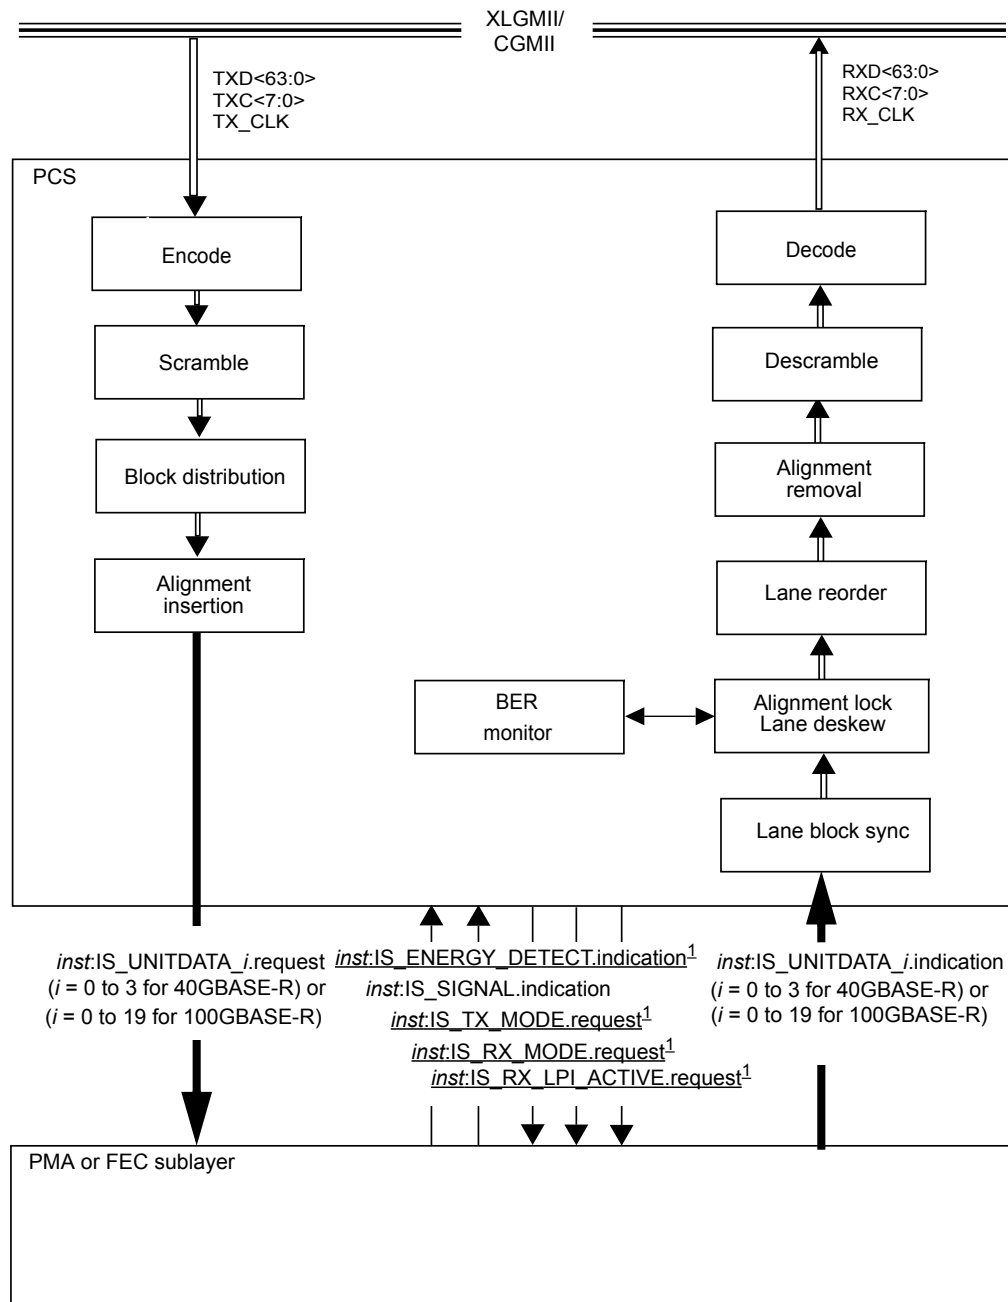 XLGMII/
CGMII
TXD<63:0>
TXC<7:0>
TX_CLK
RXD<63:0>
RXC<7:0>
RX_CLK
PCS
Encode
Scramble
Block distribution
Alignment
insertion
Decode
Descramble
Alignment
removal
Lane reorder
Alignment lock
Lane deskew
BER
monitor
Lane block sync
inst:IS_UNITDATA_i.request
(i = 0 to 3 for 40GBASE-R) or
(i = 0 to 19 for 100GBASE-R)
inst:IS_ENERGY_DETECT.indication1
inst:IS_SIGNAL.indication
inst:IS_TX_MODE.request1
inst:IS_RX_MODE.request1
inst:IS_RX_LPI_ACTIVE.request1
inst:IS_UNITDATA_i.indication
(i = 0 to 3 for 40GBASE-R) or
(i = 0 to 19 for 100GBASE-R)
PMA or FEC sublayer